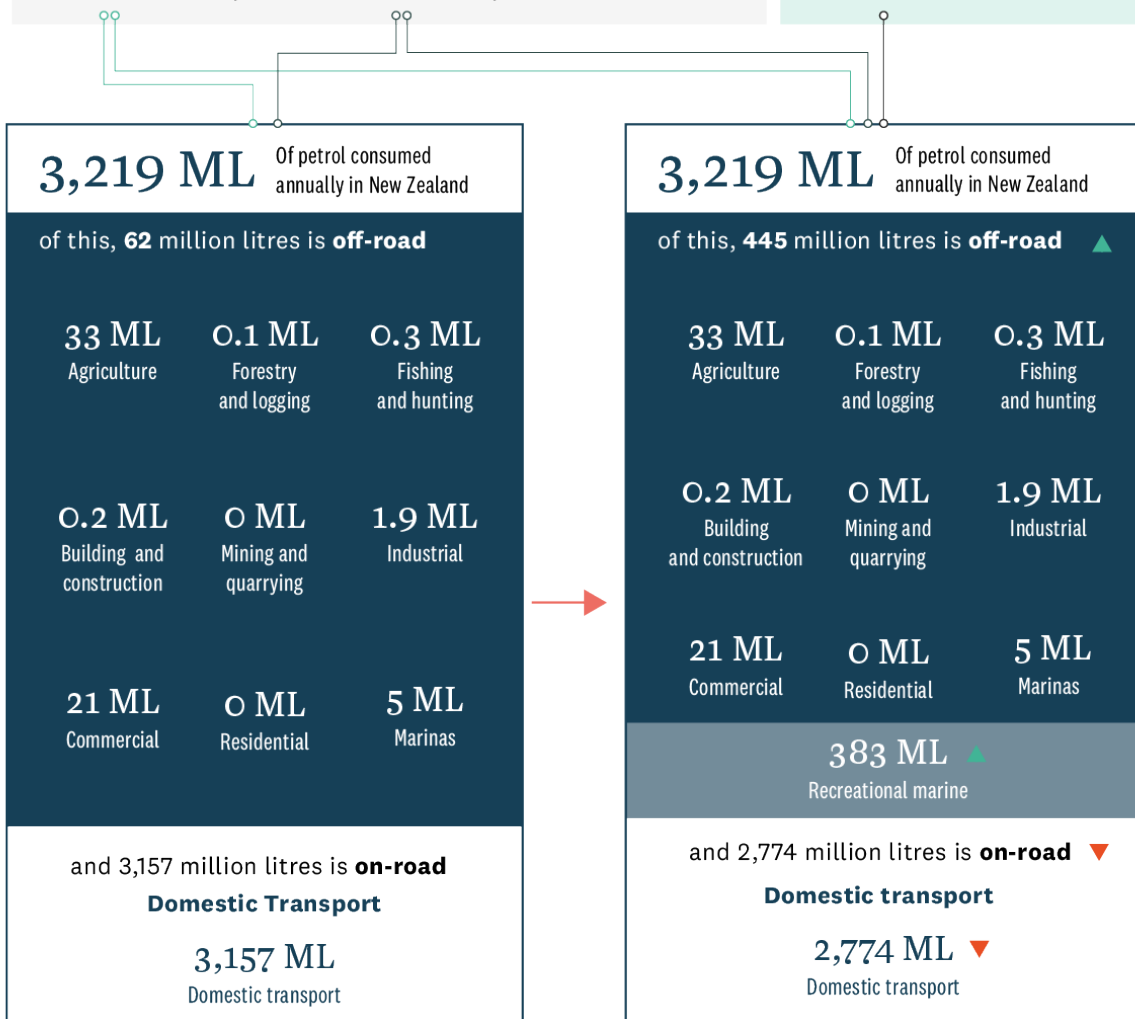 3,219 ML
Of petrol consumed
annually in New Zealand
of this, 62 million litres is off-road
33 ML
Agriculture
0.1 ML
Forestry
and logging
0.3 ML
Fishing
and hunting
0.2 ML
Building and
construction
0 ML
Mining and
quarrying
1.9 ML
Industrial
21 ML
Commercial
0 ML
Residential
5 ML
Marinas
and 3,157 million litres is on-road
Domestic Transport
3,157 ML
Domestic transport
3,219 ML
Of petrol consumed
annually in New Zealand
of this, 445 million litres is off-road
33 ML
Agriculture
0.1 ML
Forestry
and logging
0.3 ML
Fishing
and hunting
0.2 ML
Building
and construction
0 ML
Mining and
quarrying
1.9 ML
Industrial
21 ML
Commercial
0 ML
Residential
5 ML
Marinas
383 ML
Recreational marine
and 2,774 million litres is on-road
Domestic transport
2,774 ML
Domestic transport